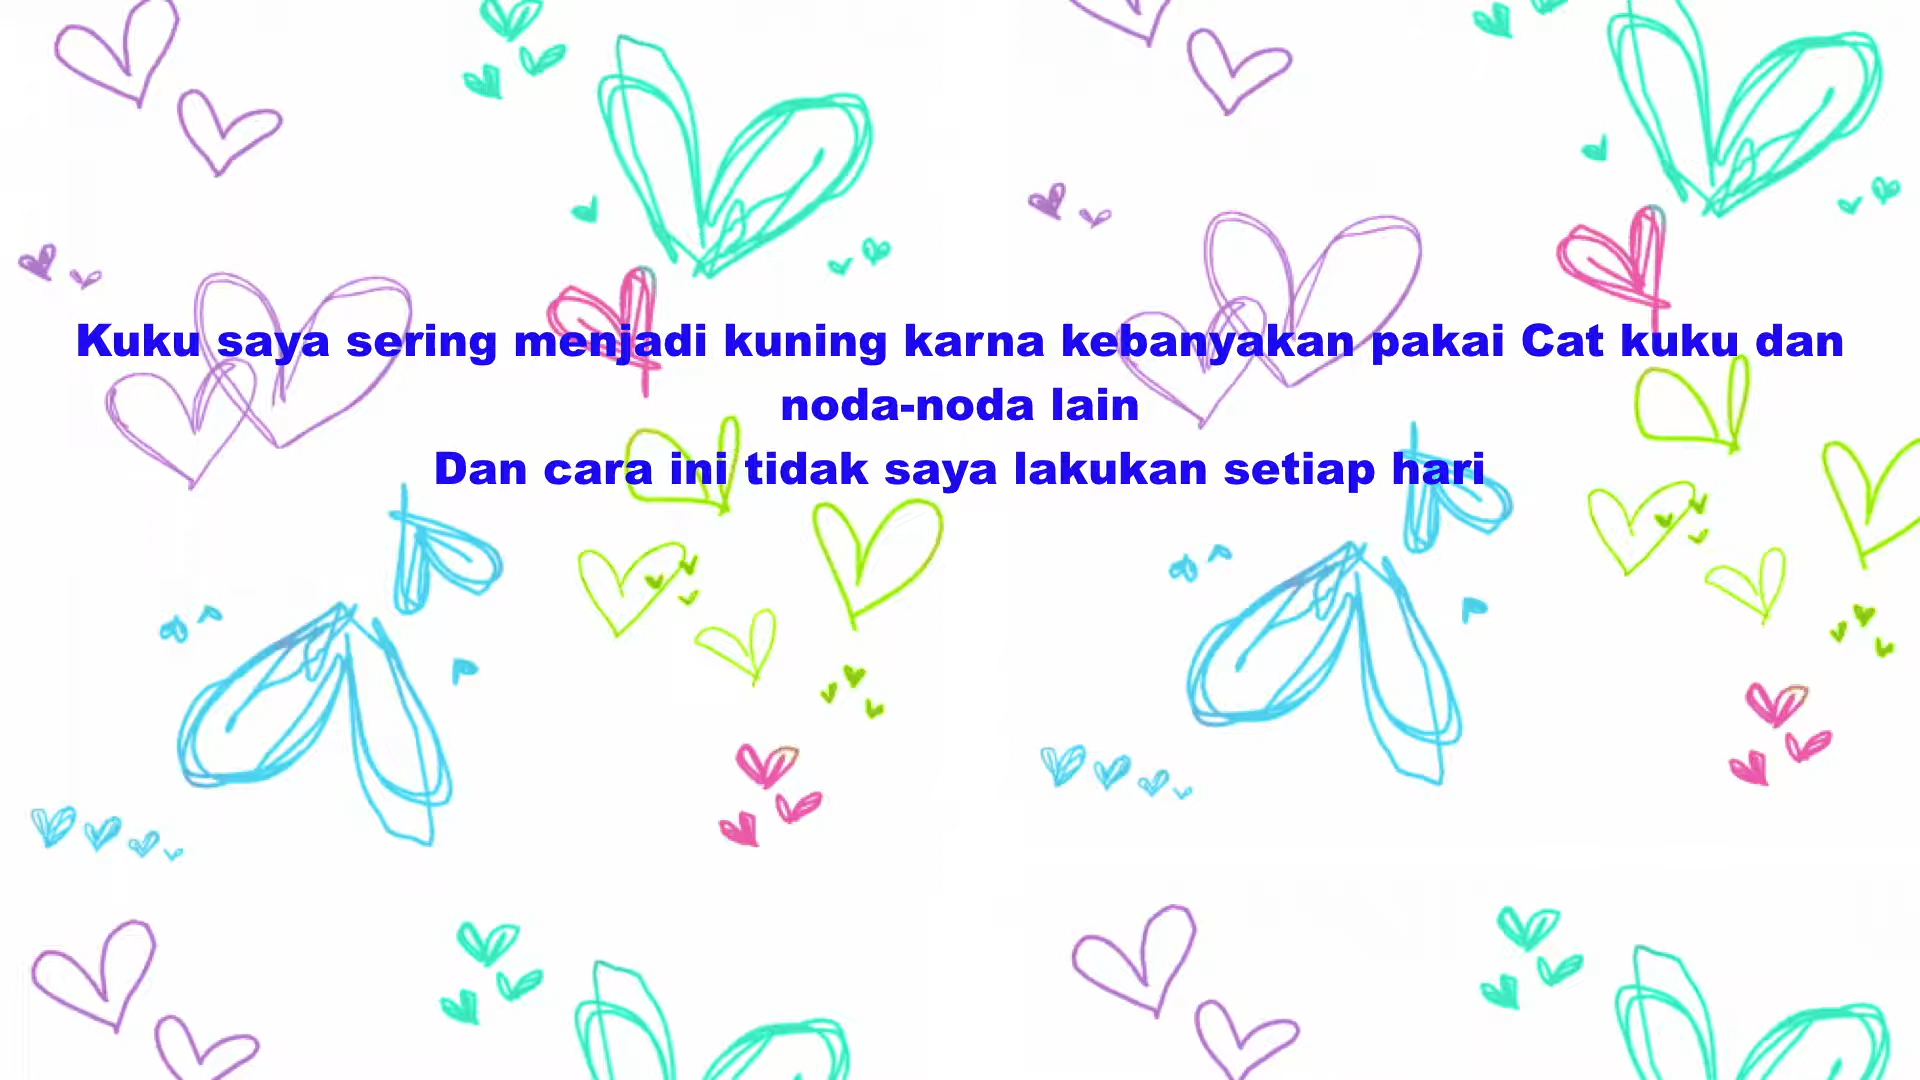 Kuku saya sering menjadi kuning karna kebanyakan pakai Cat kuku dan
noda-noda lain
Dan cara ini tidak saya lakukan setiap hari